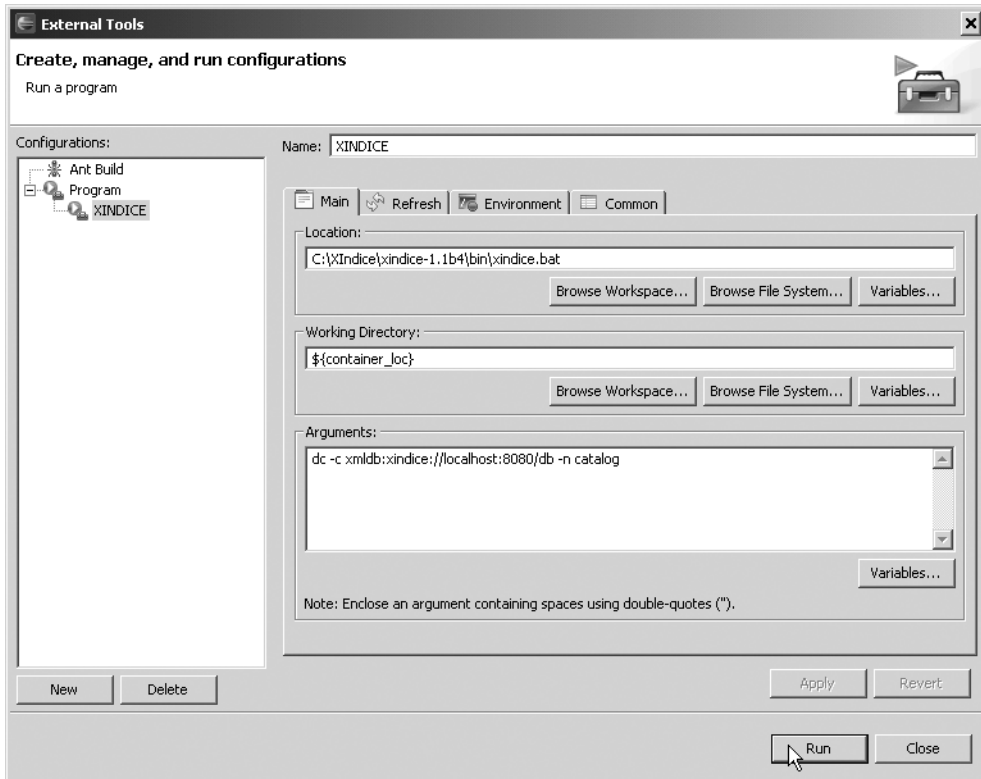 External Tools
Create, manage, and run configurations
Run a program
Configurations:
Ant Build
Program
XINDICE
Name: XINDICE
Main Refresh Environment Common
Location:
C:\XIndice\xindice-1.1b4\bin\xindice.bat
Browse Workspace... Browse File System... Variables...
Working Directory:
${container_loc}
Browse Workspace... Browse File System... Variables...
Arguments:
dc -c xmldb:xindice://localhost:8080/db -n catalog
Variables...
Note: Enclose an argument containing spaces using double-quotes (").
New Delete
Apply Revert
Run Close